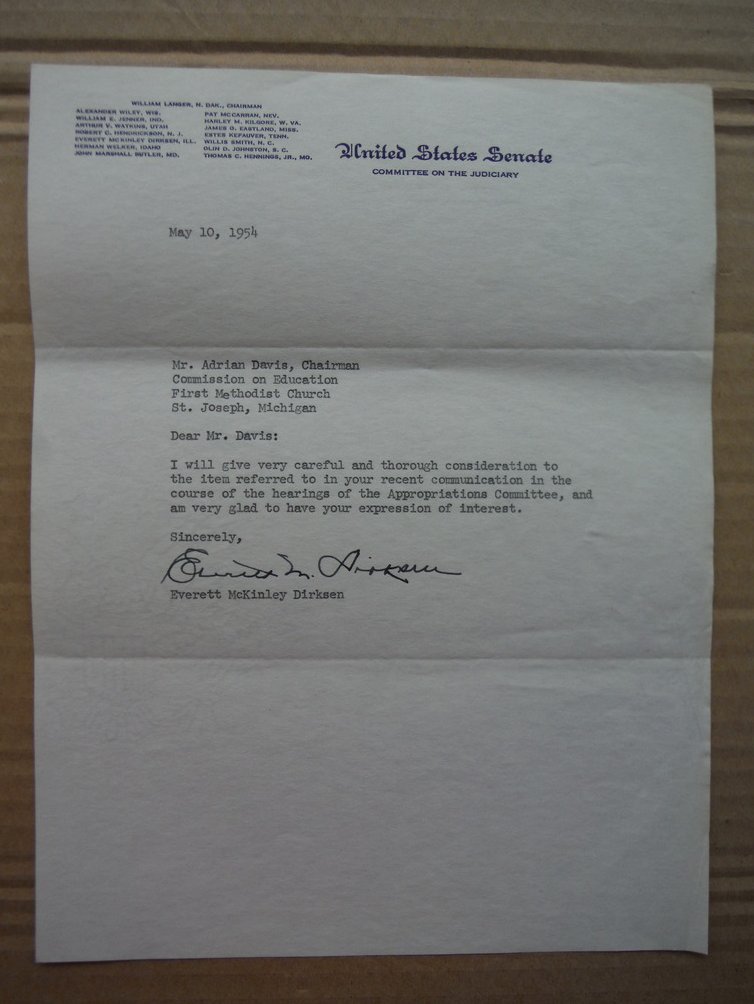 WILLIAM LANGER, N. DAK., CHAIRMAN
ALEXANDER WILEY, WIS.
WILLIAM E. JENNER, IND.
ARTHUR V. WATKINS, UTAH
ROBERT C. HENDRICKSON, N. J.
EVERETT MCKINLEY DIRKSEN, ILL.
HERMAN WELKER, IDAHO
JOHN MARSHALL BUTLER, MD.
PAT MCCARRAN, NEV.
HARLEY M. KILGORE, W. VA.
JAMES O. EASTLAND, MISS.
ESTES KEFAUVER, TENN.
WILLIS SMITH, N. C.
OLIN D. JOHNSTON, S. C.
THOMAS C. HENNINGS, JR., MO.
United States Senate
COMMITTEE ON THE JUDICIARY
May 10, 1954
Mr. Adrian Davis, Chairman
Commission on Education
First Methodist Church
St. Joseph, Michigan
Dear Mr. Davis:
I will give very careful and thorough consideration to
the item referred to in your recent communication in the
course of the hearings of the Appropriations Committee, and
am very glad to have your expression of interest.
Sincerely,
Everett M. Dirksen
Everett McKinley Dirksen